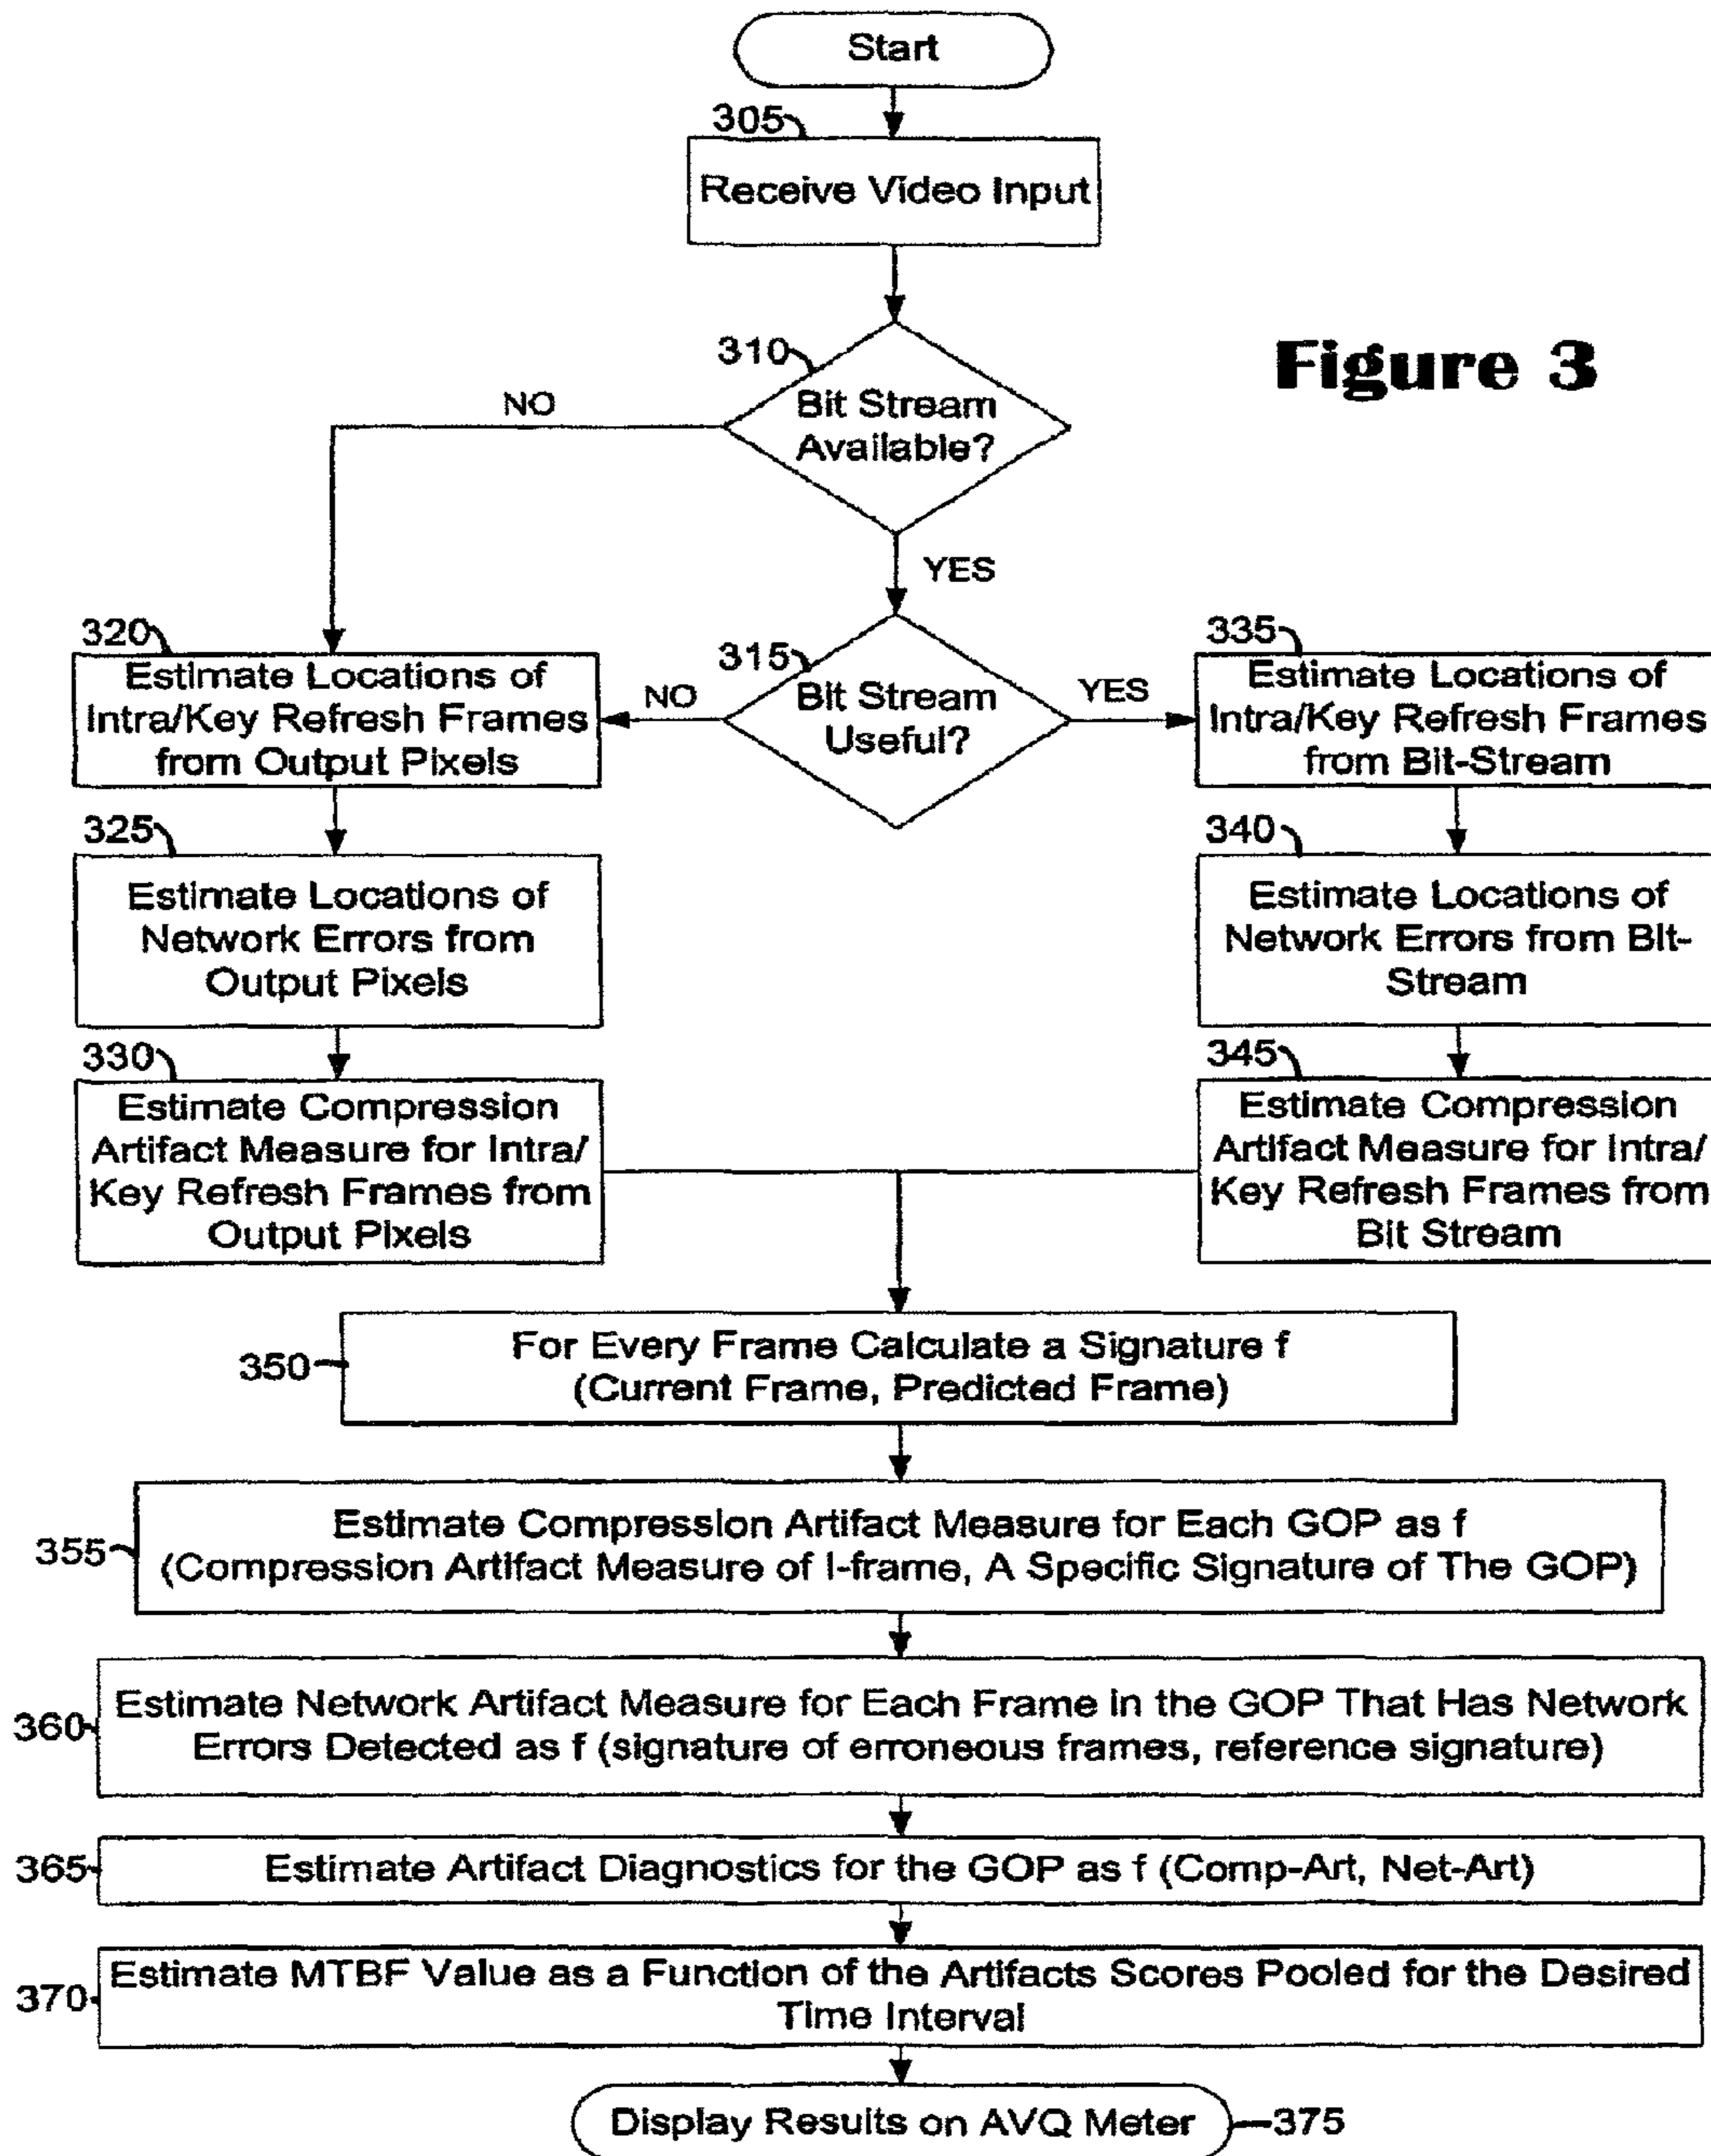 Start
305
Receive Video Input
Figure 3
310
Bit Stream
Available?
NO
YES
320
Estimate Locations of
Intra/Key Refresh Frames
from Output Pixels
315
Bit Stream
Useful?
NO
YES
335
Estimate Locations of
Intra/Key Refresh Frames
from Bit-Stream
325
Estimate Locations of
Network Errors from
Output Pixels
340
Estimate Locations of
Network Errors from Bit-
Stream
330
Estimate Compression
Artifact Measure for Intra/
Key Refresh Frames from
Output Pixels
345
Estimate Compression
Artifact Measure for Intra/
Key Refresh Frames from
Bit Stream
350
For Every Frame Calculate a Signature f
(Current Frame, Predicted Frame)
355
Estimate Compression Artifact Measure for Each GOP as f
(Compression Artifact Measure of I-frame, A Specific Signature of The GOP)
360
Estimate Network Artifact Measure for Each Frame in the GOP That Has Network
Errors Detected as f (signature of erroneous frames, reference signature)
365
Estimate Artifact Diagnostics for the GOP as f (Comp-Art, Net-Art)
370
Estimate MTBF Value as a Function of the Artifacts Scores Pooled for the Desired
Time Interval
Display Results on AVQ Meter
375